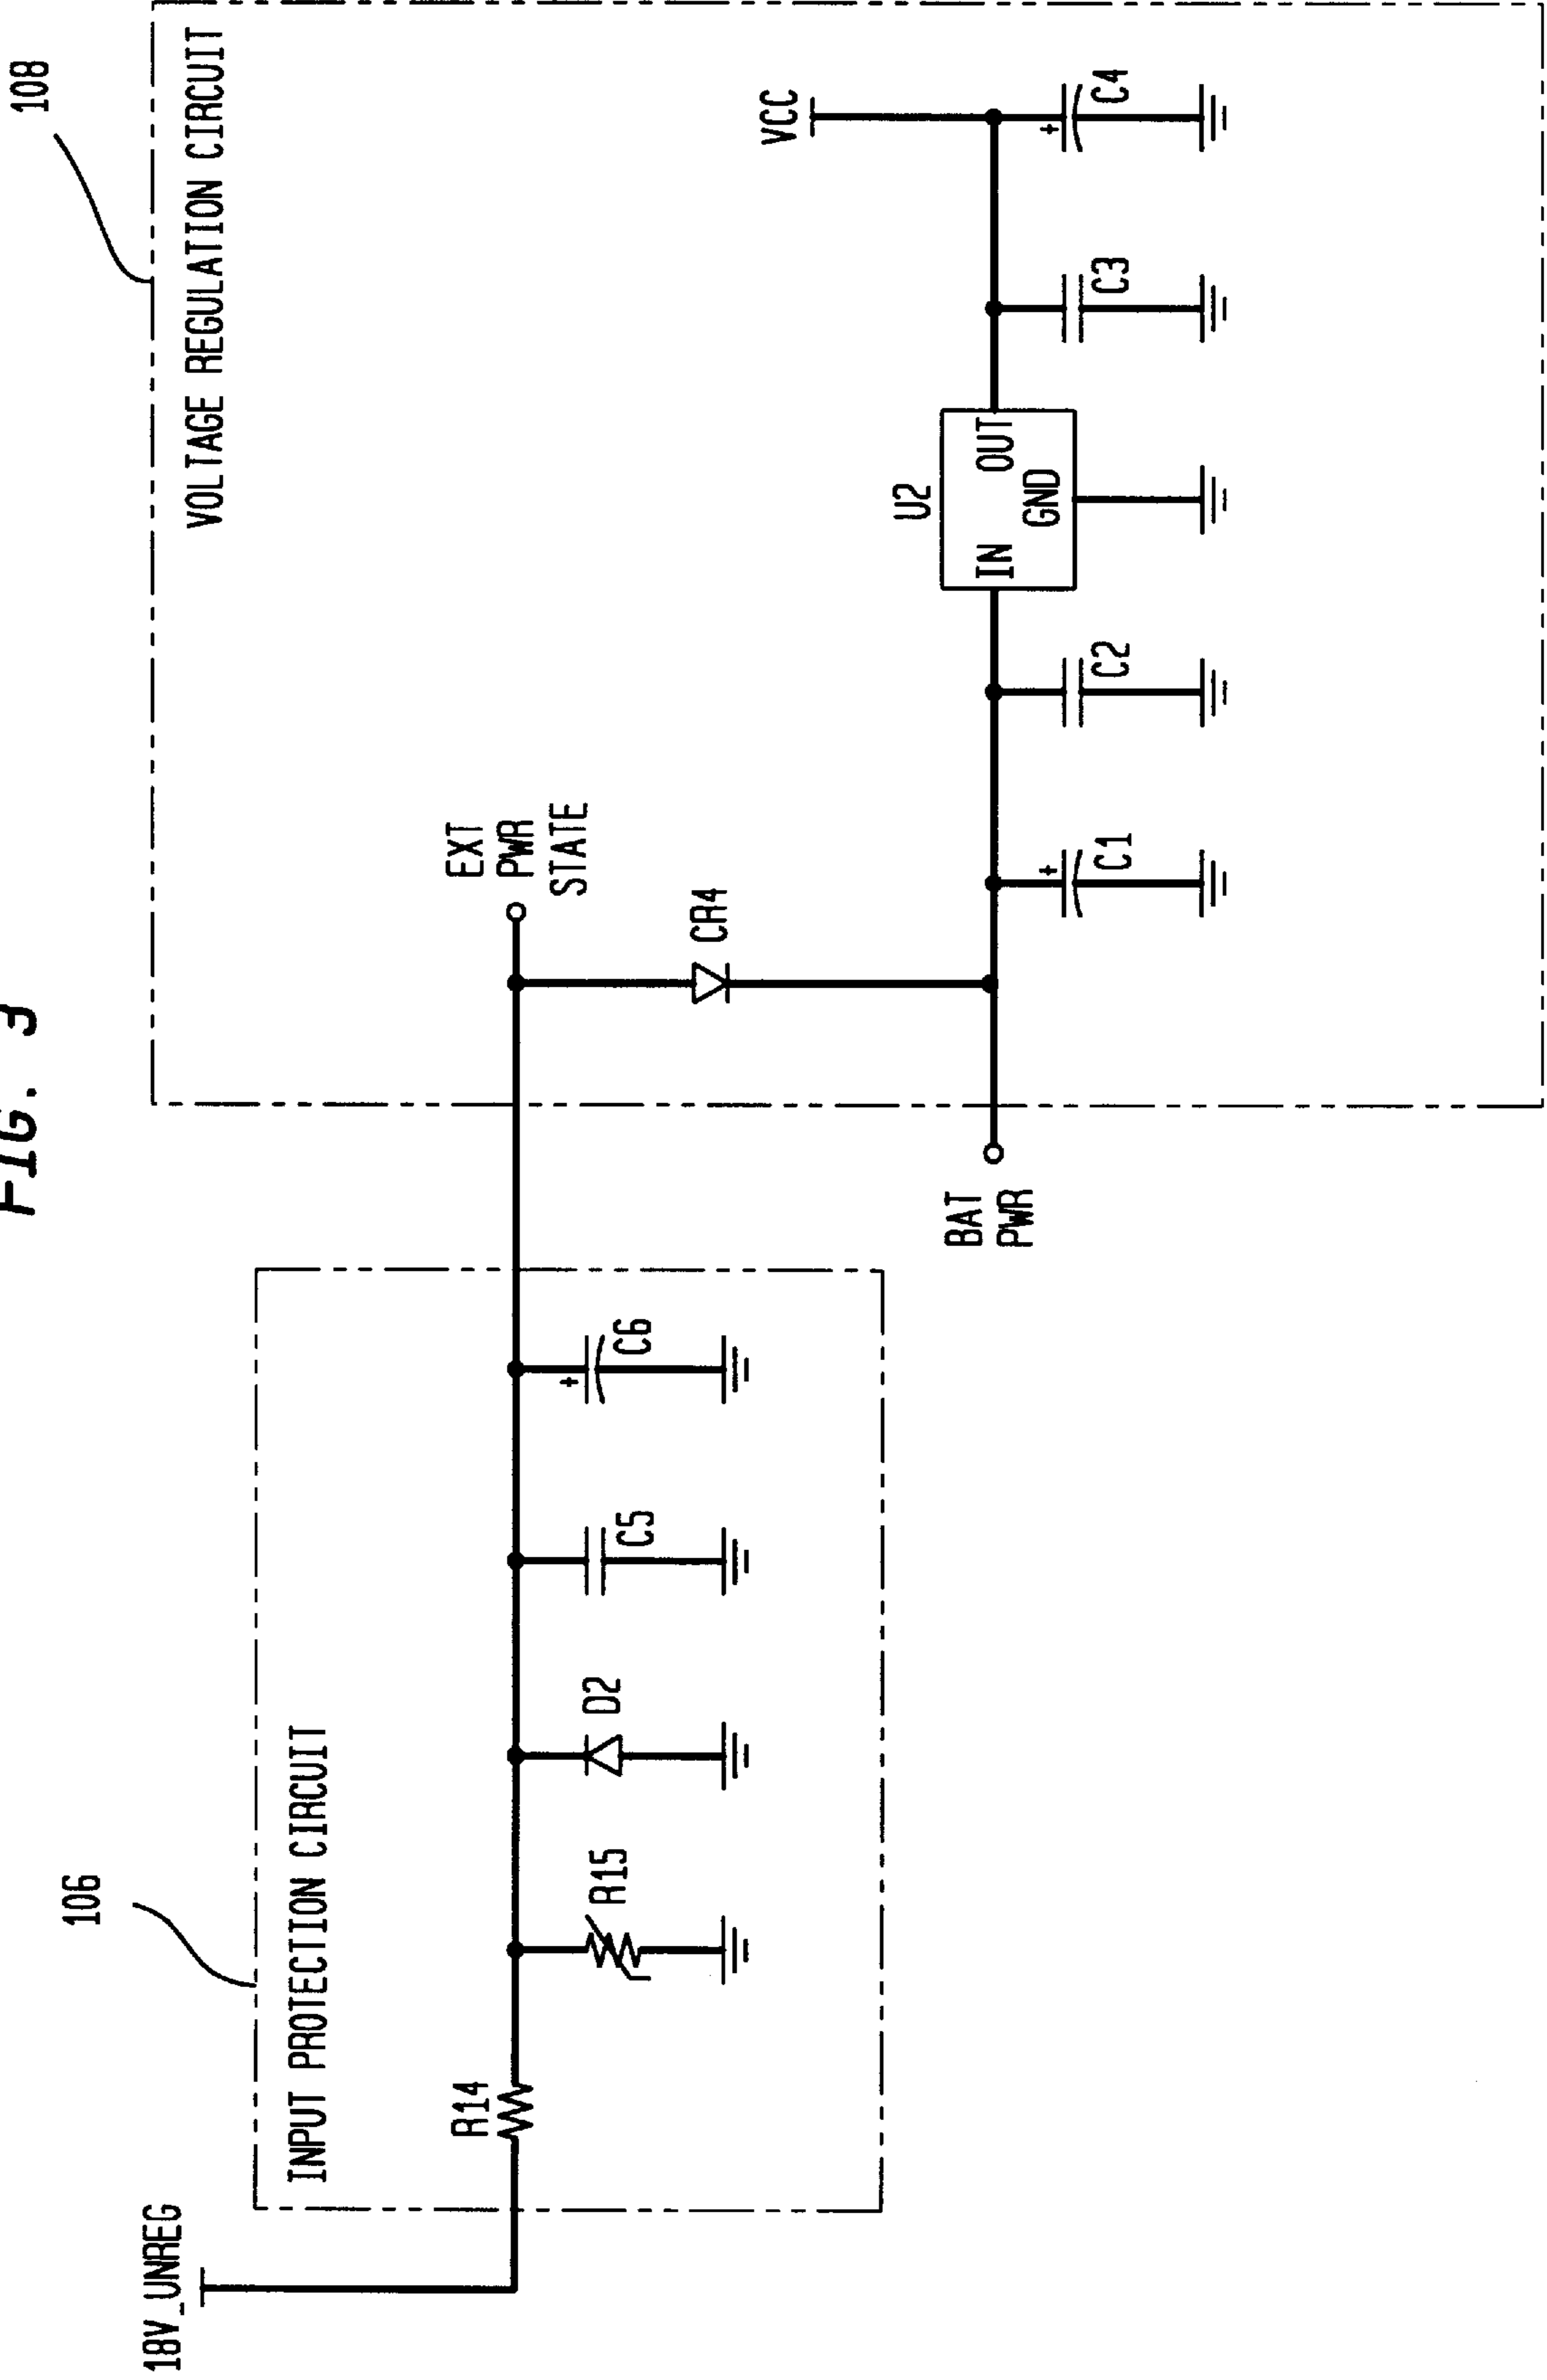 FIG. 3
108
VOLTAGE REGULATION CIRCUIT
106
INPUT PROTECTION CIRCUIT
18V_UNREG
R14
R15
D2
C5
C6
EXT
PWR
STATE
CR4
BAT
PWR
C1
C2
U2
IN
OUT
GND
C3
VCC
C4
+
+
+